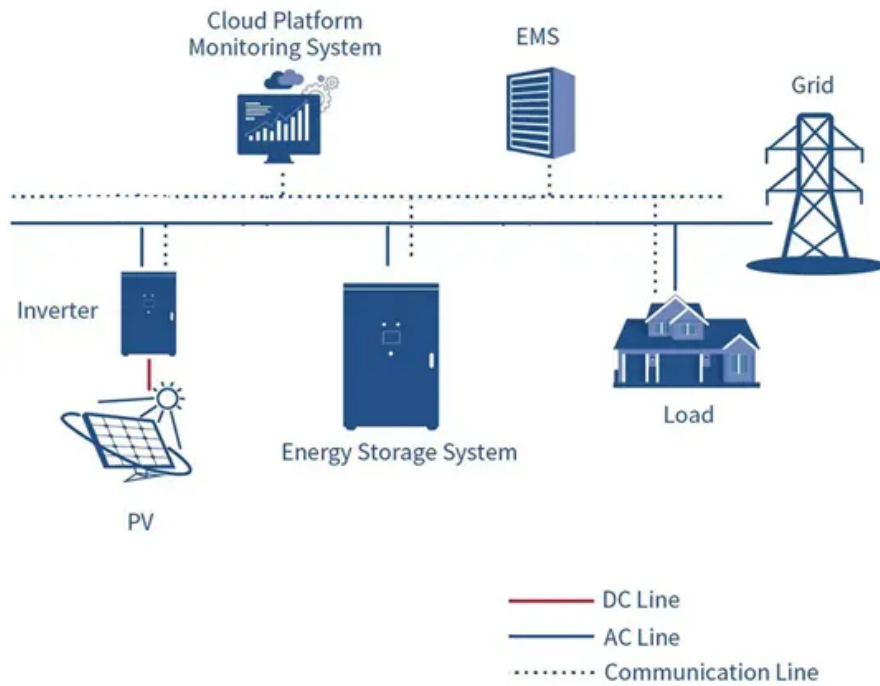 Cloud Platform
Monitoring System
EMS
Grid
Inverter
Load
Energy Storage System
PV
DC Line
AC Line
Communication Line